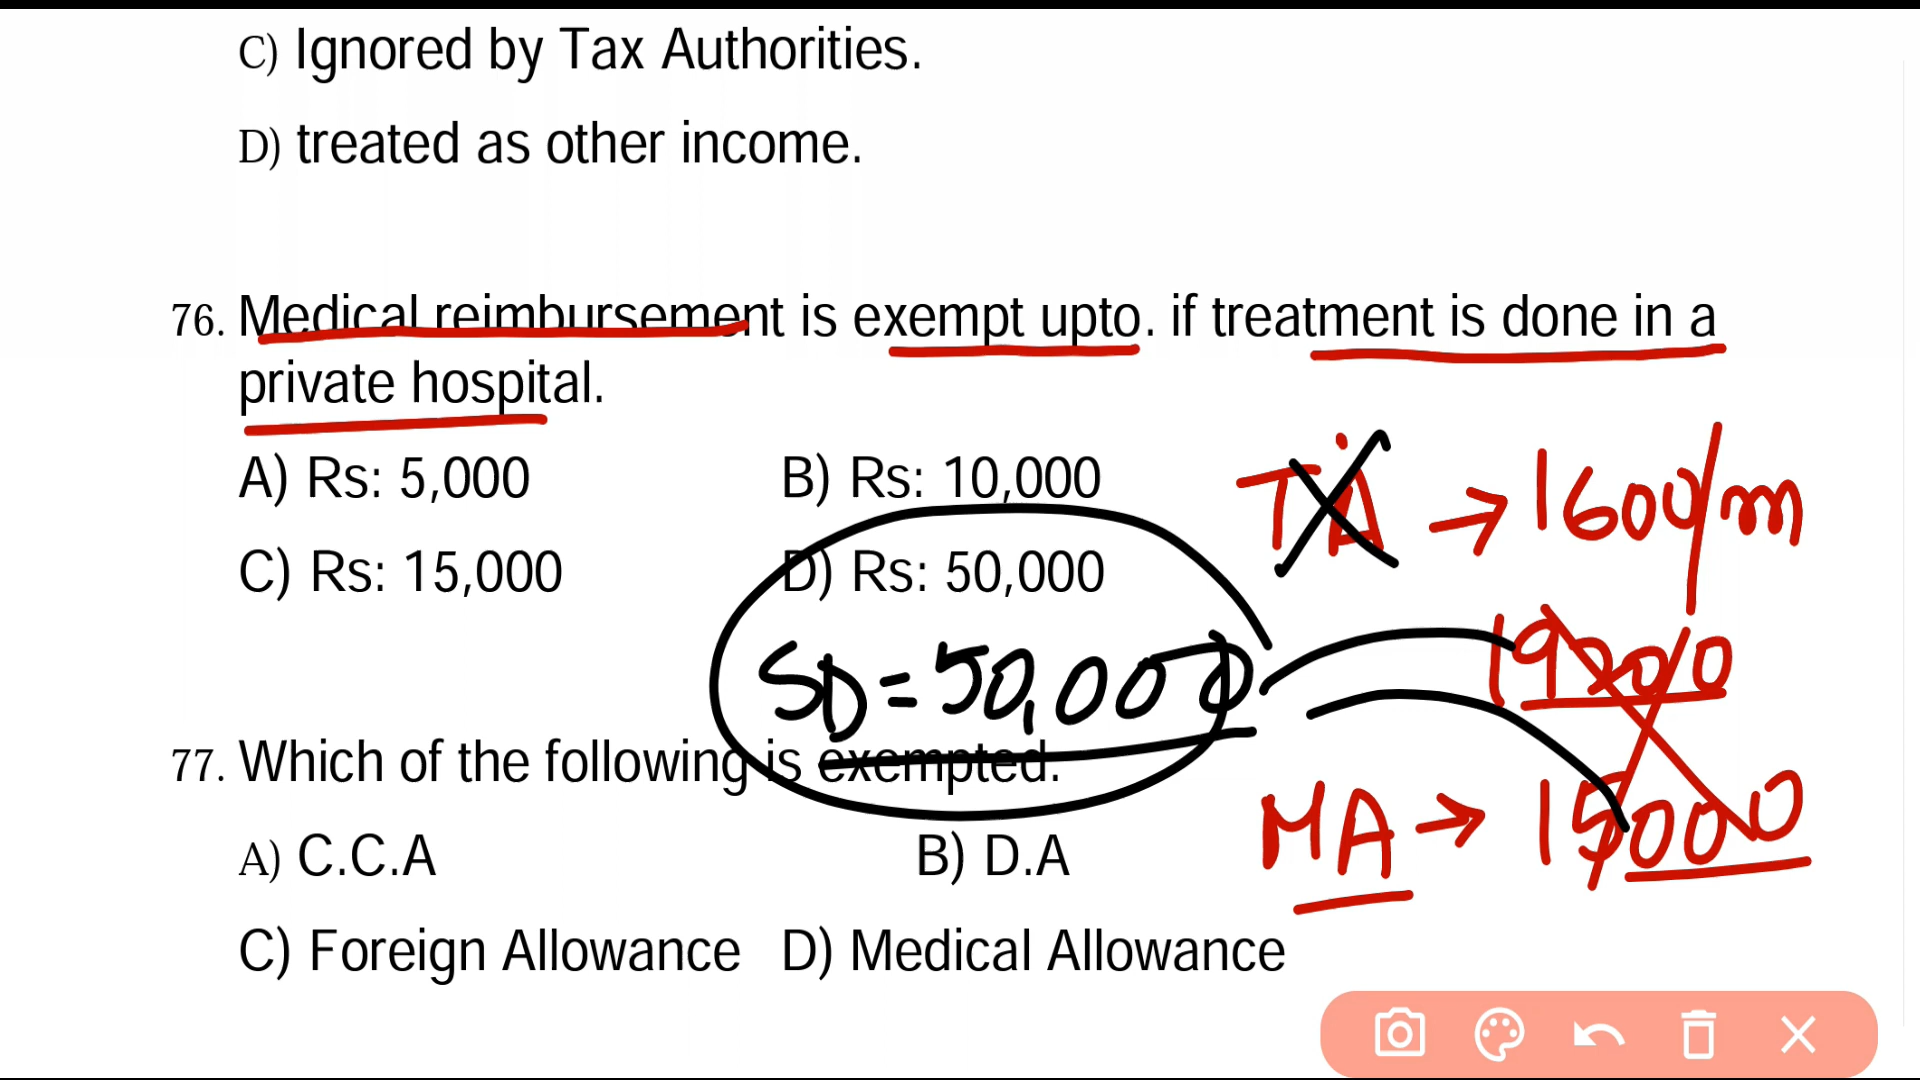 C) Ignored by Tax Authorities.
D) treated as other income.
76. Medical reimbursement is exempt upto. if treatment is done in a
private hospital.
A) Rs: 5,000 B) Rs: 10,000
TA → 1600/m
C) Rs: 15,000 D) Rs: 50,000
SD = 50,000
19200
77. Which of the following is exempted.
MA → 15000
A) C.C.A B) D.A
C) Foreign Allowance D) Medical Allowance